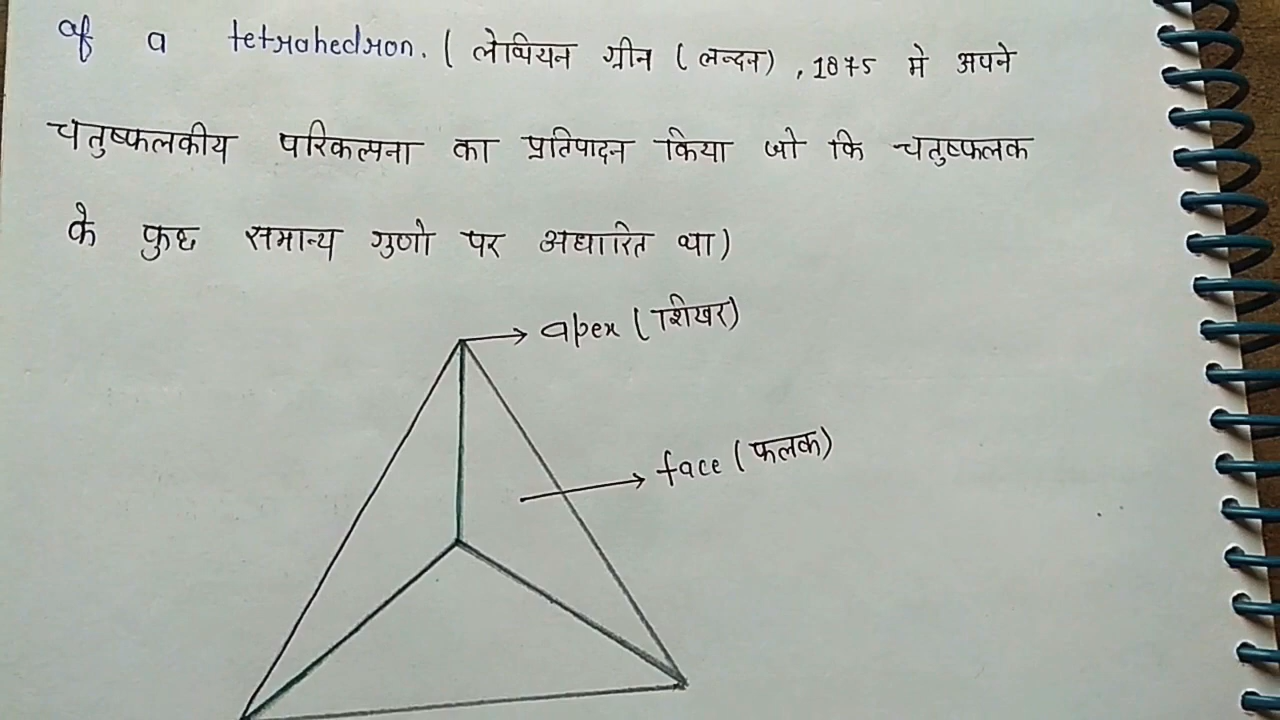 of a tetrahedron. ( लोथियन ग्रीन ( लन्दन) , 1875 मे अपने
चतुष्फलकीय परिकल्पना का प्रतिपादन किया जो कि चतुष्फलक
के कुछ समान्य गुणो पर अधारित था)
apex (शिखर)
face (फलक)